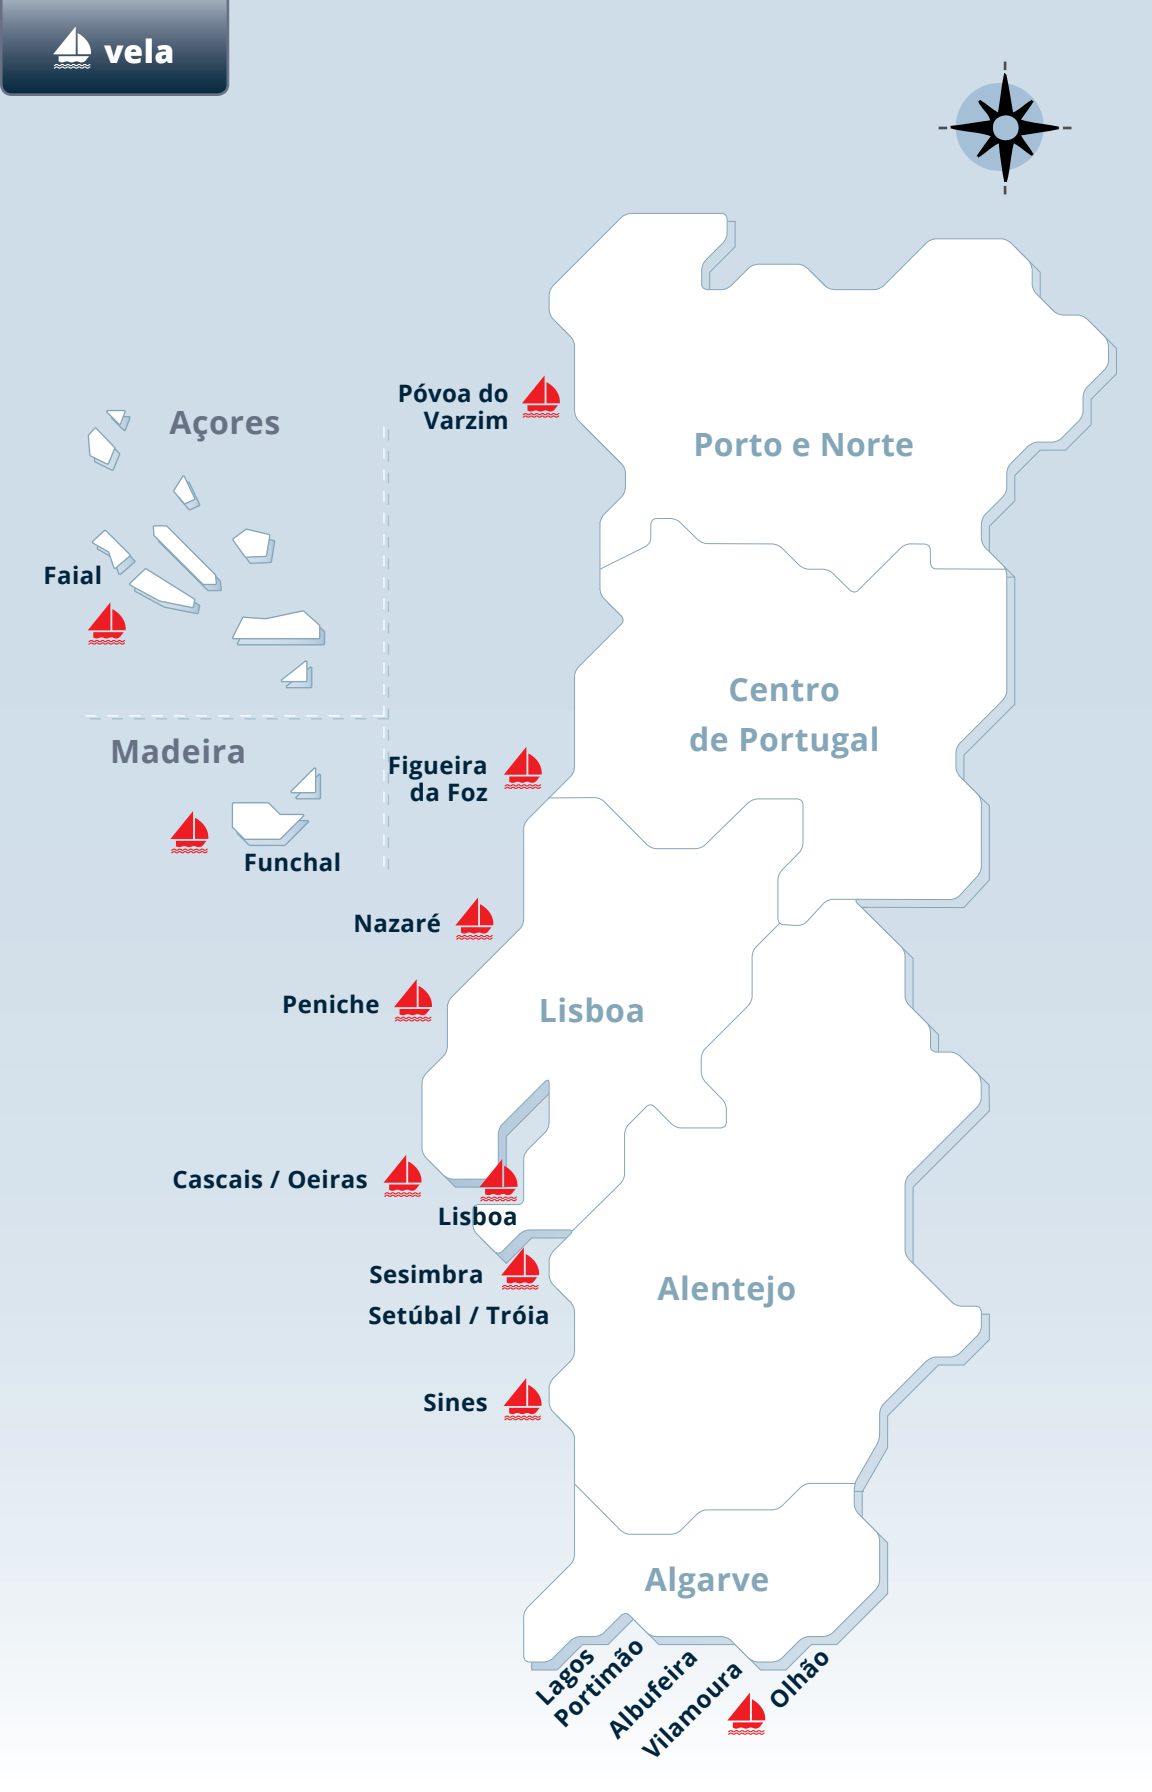 vela
Açores
Póvoa do
Varzim
Porto e Norte
Faial
Centro
de Portugal
Madeira
Figueira
da Foz
Funchal
Nazaré
Peniche
Lisboa
Cascais / Oeiras
Lisboa
Sesimbra
Setúbal / Tróia
Alentejo
Sines
Algarve
Lagos
Portimão
Albufeira
Vilamoura
Olhão